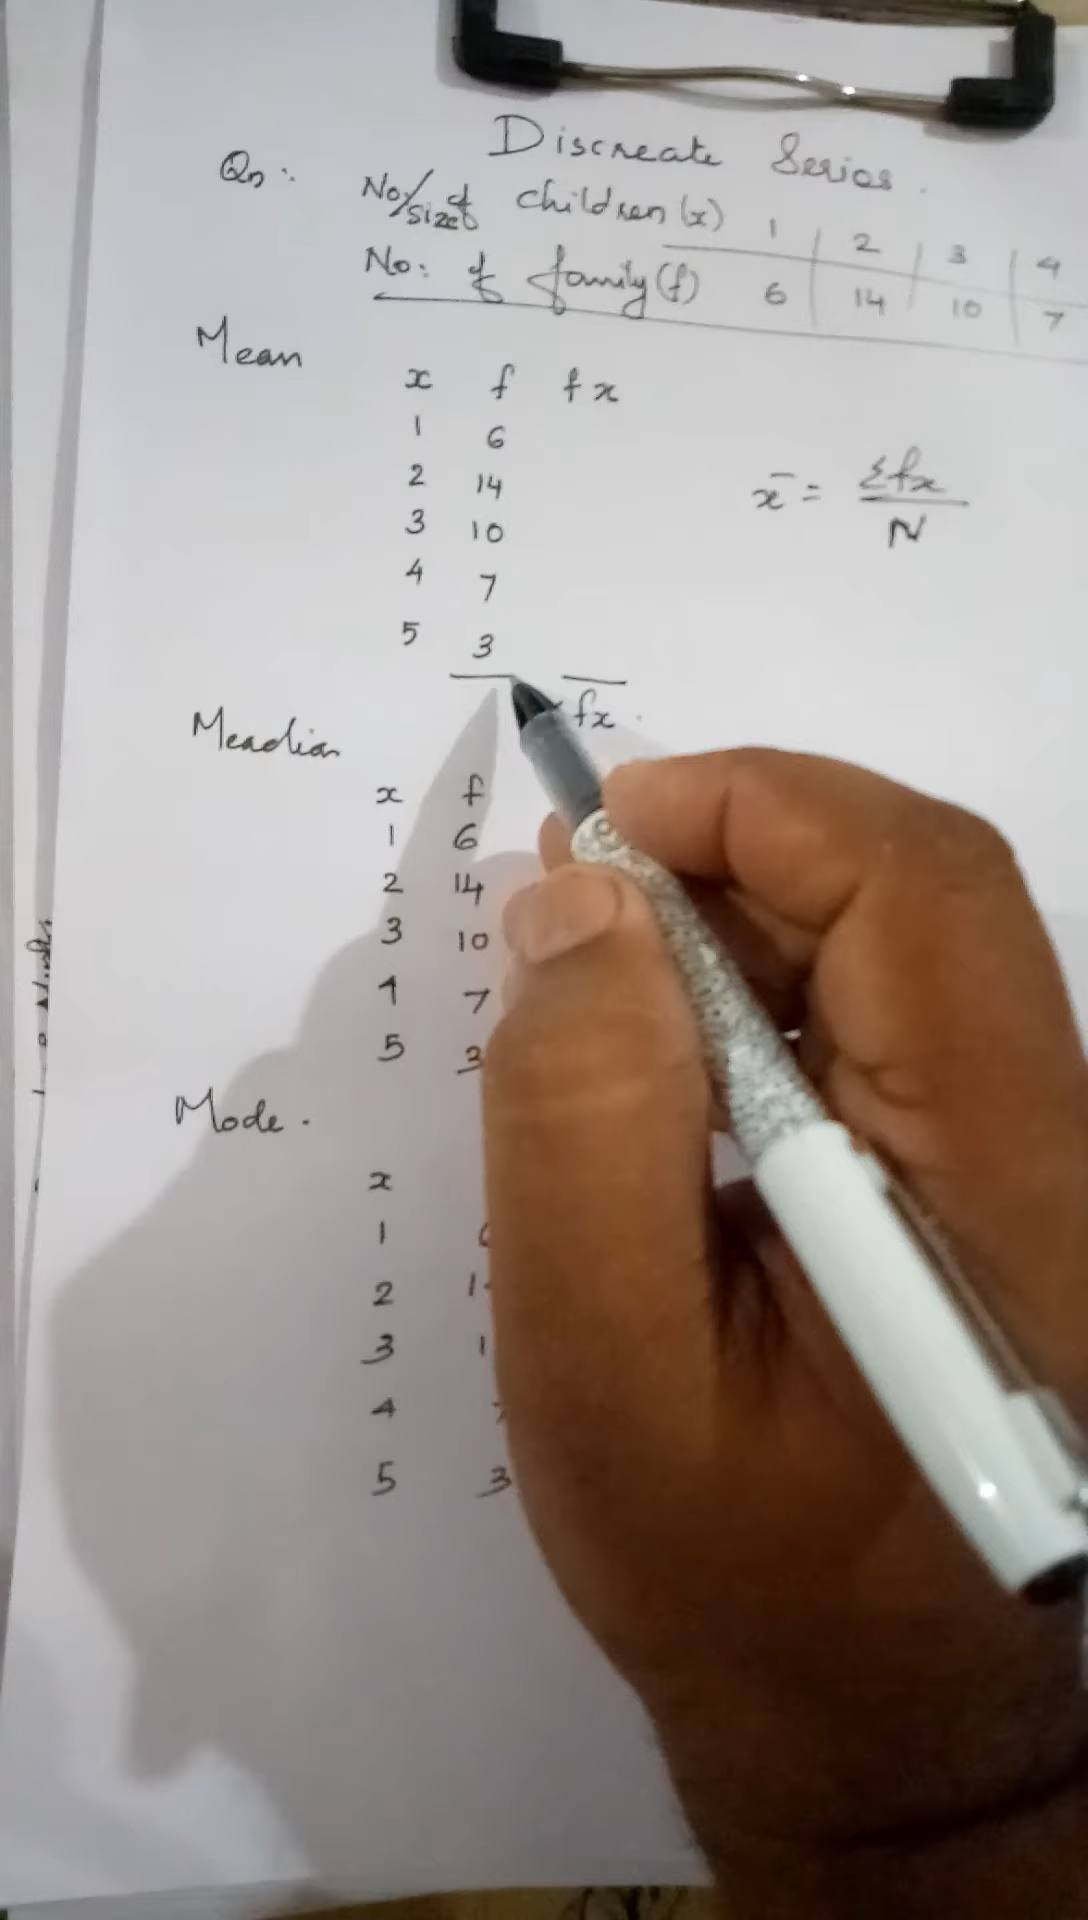 Discreate Series.
Qn:. No:/Size of children (x) 1 2 3 4
No: of family (f) 6 14 10 7
Mean
x f fx
1 6
2 14
3 10
4 7
5 3
x̄ = Σfx / N
fx.
Meadian
x f
1 6
2 14
3 10
4 7
5 3
Mode.
x
1
2
3
4
5 3